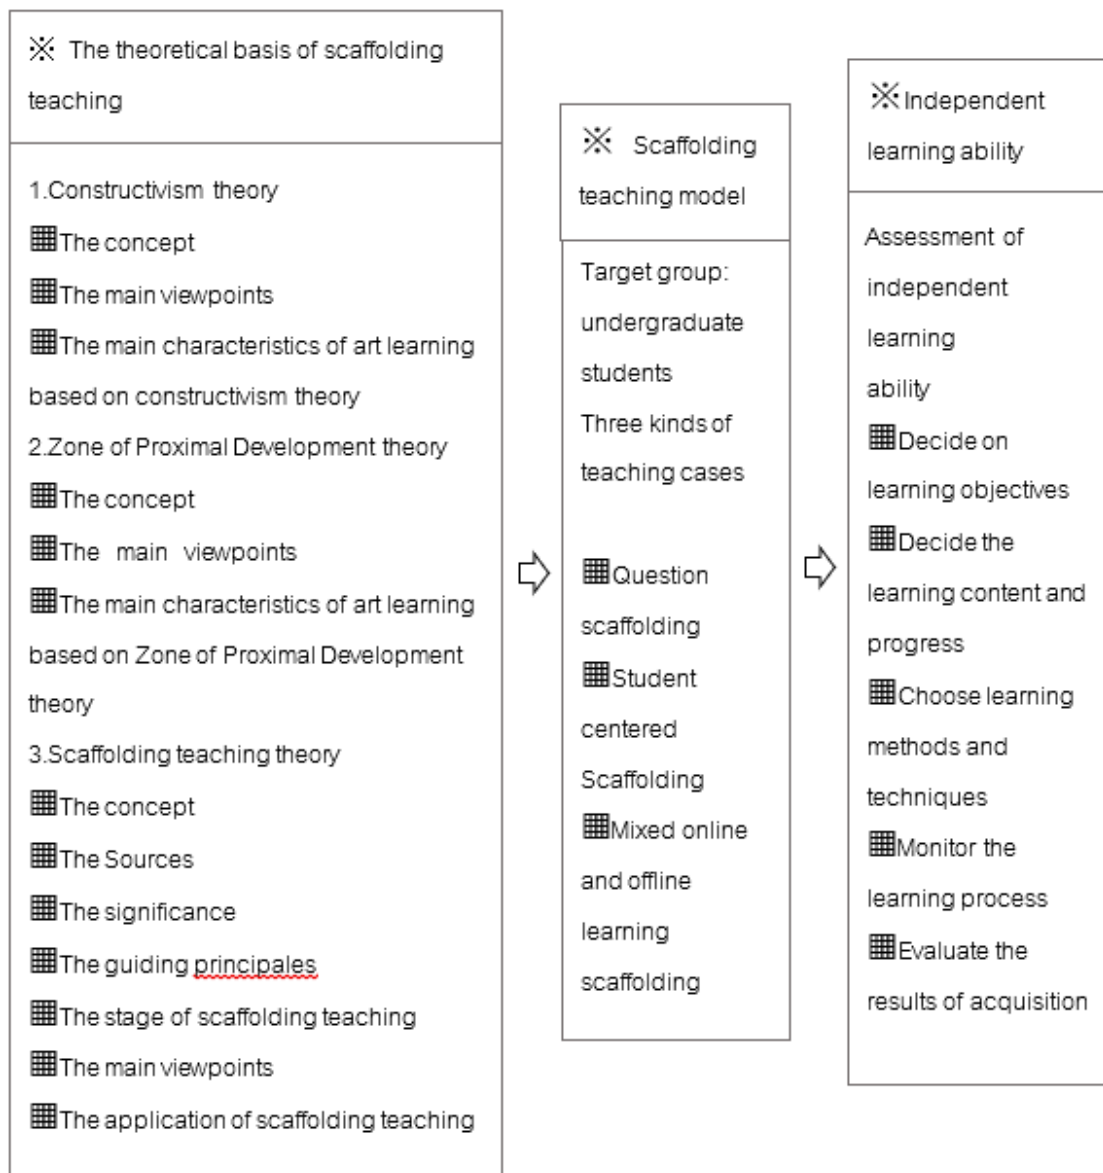 ※ The theoretical basis of scaffolding
teaching
1.Constructivism theory
▦The concept
▦The main viewpoints
▦The main characteristics of art learning
based on constructivism theory
2.Zone of Proximal Development theory
▦The concept
▦The main viewpoints
▦The main characteristics of art learning
based on Zone of Proximal Development
theory
3.Scaffolding teaching theory
▦The concept
▦The Sources
▦The significance
▦The guiding principales
▦The stage of scaffolding teaching
▦The main viewpoints
▦The application of scaffolding teaching
※ Scaffolding
teaching model
Target group:
undergraduate
students
Three kinds of
teaching cases
▦Question
scaffolding
▦Student
centered
Scaffolding
▦Mixed online
and offline
learning
scaffolding
※Independent
learning ability
Assessment of
independent
learning
ability
▦Decide on
learning objectives
▦Decide the
learning content and
progress
▦Choose learning
methods and
techniques
▦Monitor the
learning process
▦Evaluate the
results of acquisition